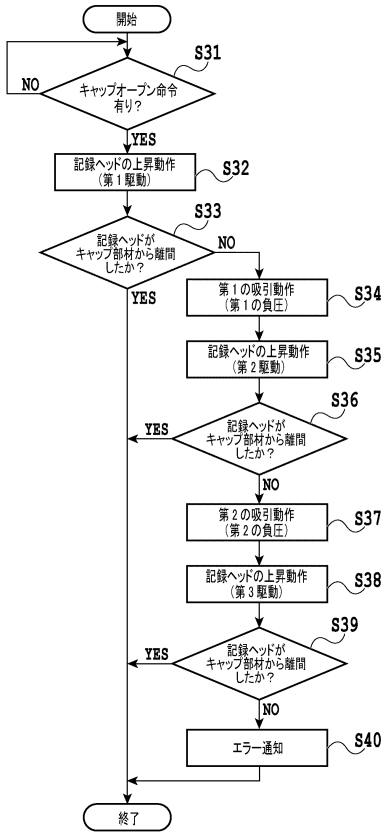 開始
S31
キャップオープン命令
有り？
NO
YES
記録ヘッドの上昇動作
(第１駆動)
S32
S33
記録ヘッドが
キャップ部材から離間
したか？
NO
YES
第１の吸引動作
(第１の負圧)
S34
記録ヘッドの上昇動作
(第２駆動)
S35
S36
記録ヘッドが
キャップ部材から離間
したか？
YES
NO
第２の吸引動作
(第２の負圧)
S37
記録ヘッドの上昇動作
(第３駆動)
S38
S39
記録ヘッドが
キャップ部材から離間
したか？
YES
NO
エラー通知
S40
終了